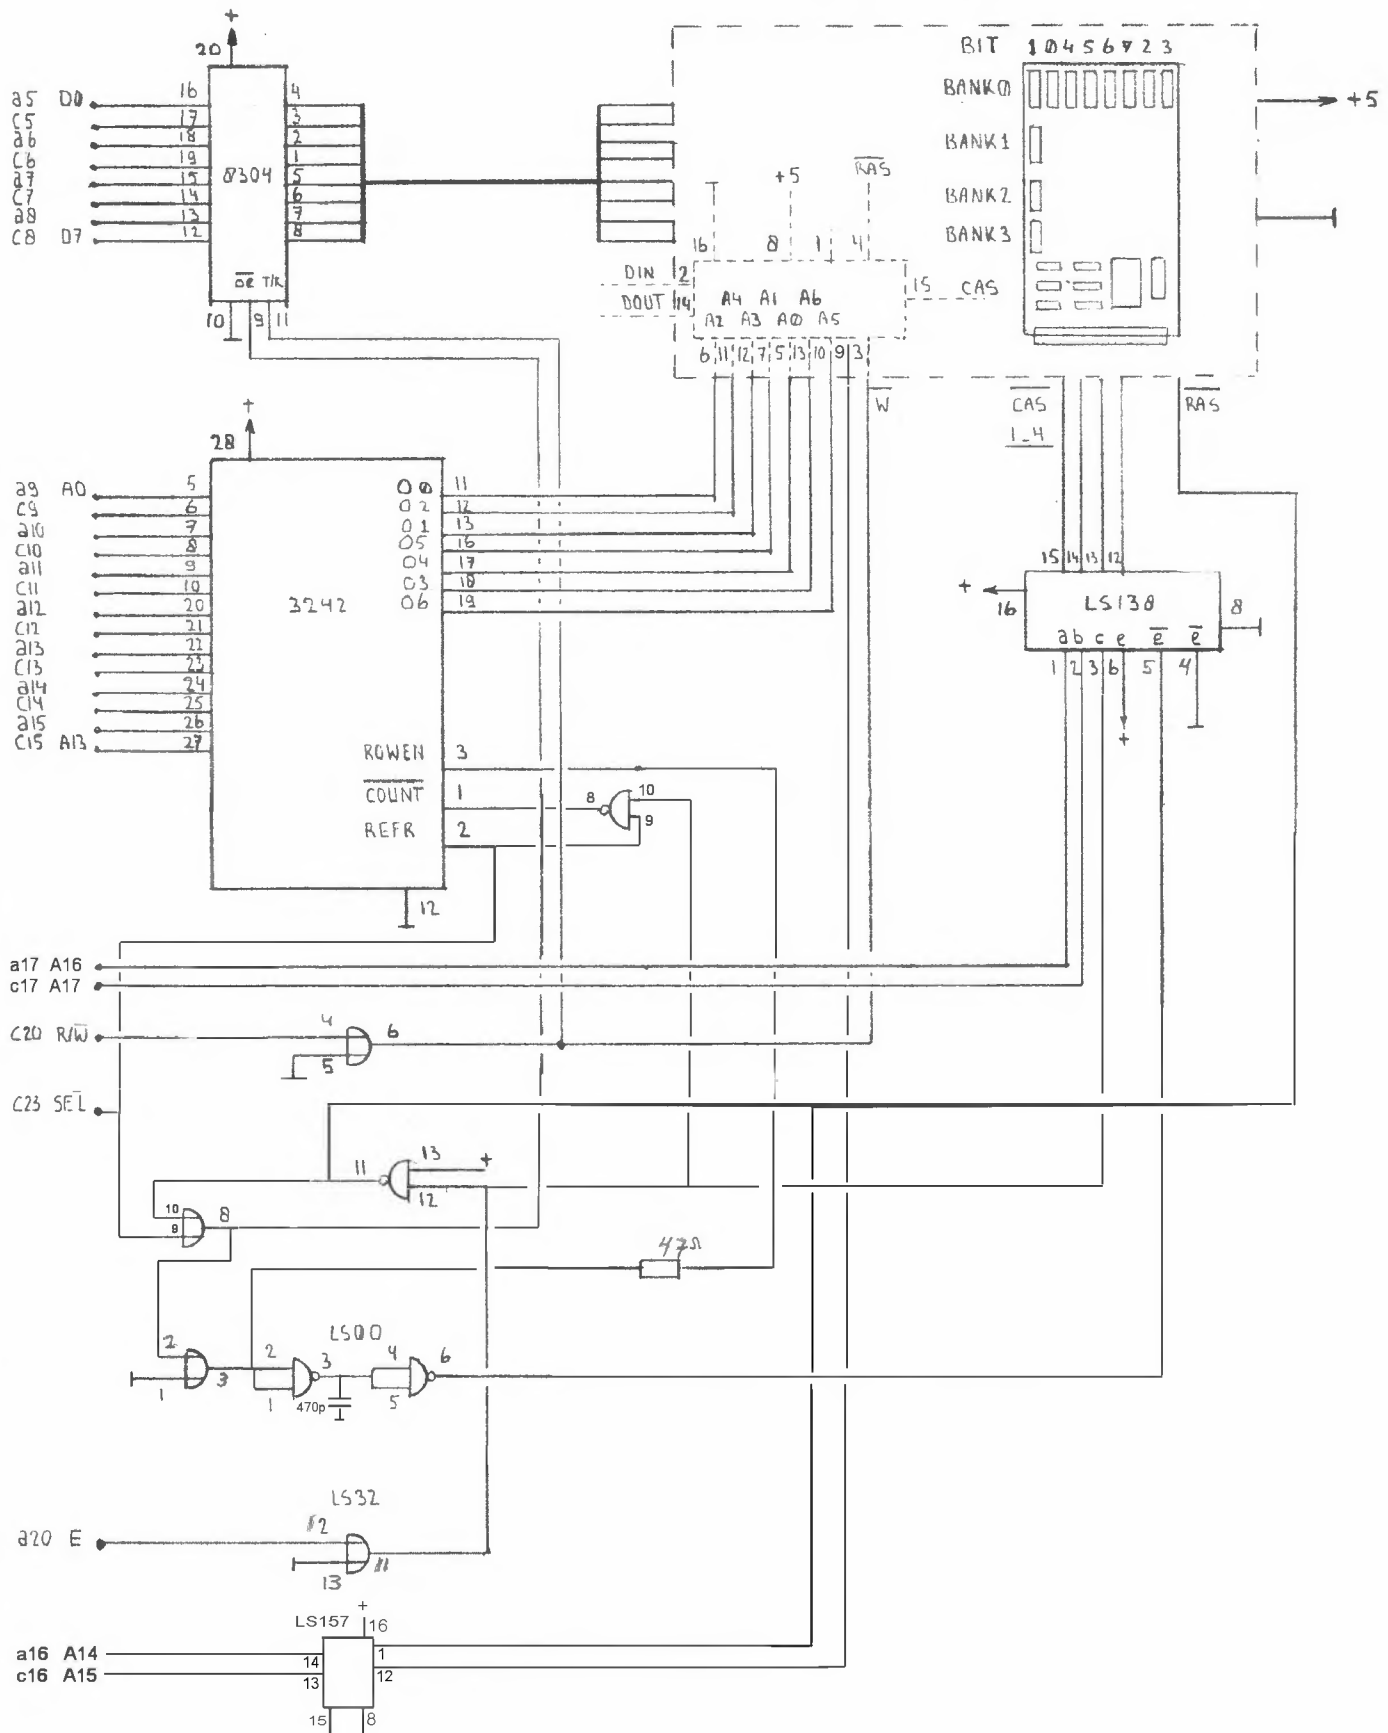 +
20
BIT 1 0 4 5 6 7 2 3
BANK0
+5
BANK1
BANK2
BANK3
a5 D0 16 4
c5 17 3
a6 18 2
c6 19 1
8304
a7 15 5
c7 14 6
a8 13 7
c8 D7 12 8
OE T/R
10 9 11
+5
RAS
16 8 1 4
DIN 2
DOUT 14
15 CAS
A4 A1 A6
A2 A3 A0 A5
6 11 12 7 5 13 10 9 3
W
CAS
1_4
RAS
+
28
a9 A0 5
c9 6
a10 7
c10 8
a11 9
c11 10
a12 20
c12 21
a13 22
c13 23
a14 24
c14 25
a15 26
c15 A13 27
3242
O0 11
O2 12
O1 13
O5 16
O4 17
O3 18
O6 19
ROWEN 3
COUNT 1
REFR 2
12
8 10
9
15 14 13 12
+ 16
LS138
8
a b c e e e
1 2 3 6 5 4
+
a17 A16
c17 A17
c20 R/W
4
5
6
c23 SEL
11 13 +
12
10
9
8
47Ω
2
1
3
LS00
2
1
3
470p
4
5
6
LS32
a20 E
12
13
11
LS157
+
16
a16 A14 14 1
c16 A15 13 12
15 8